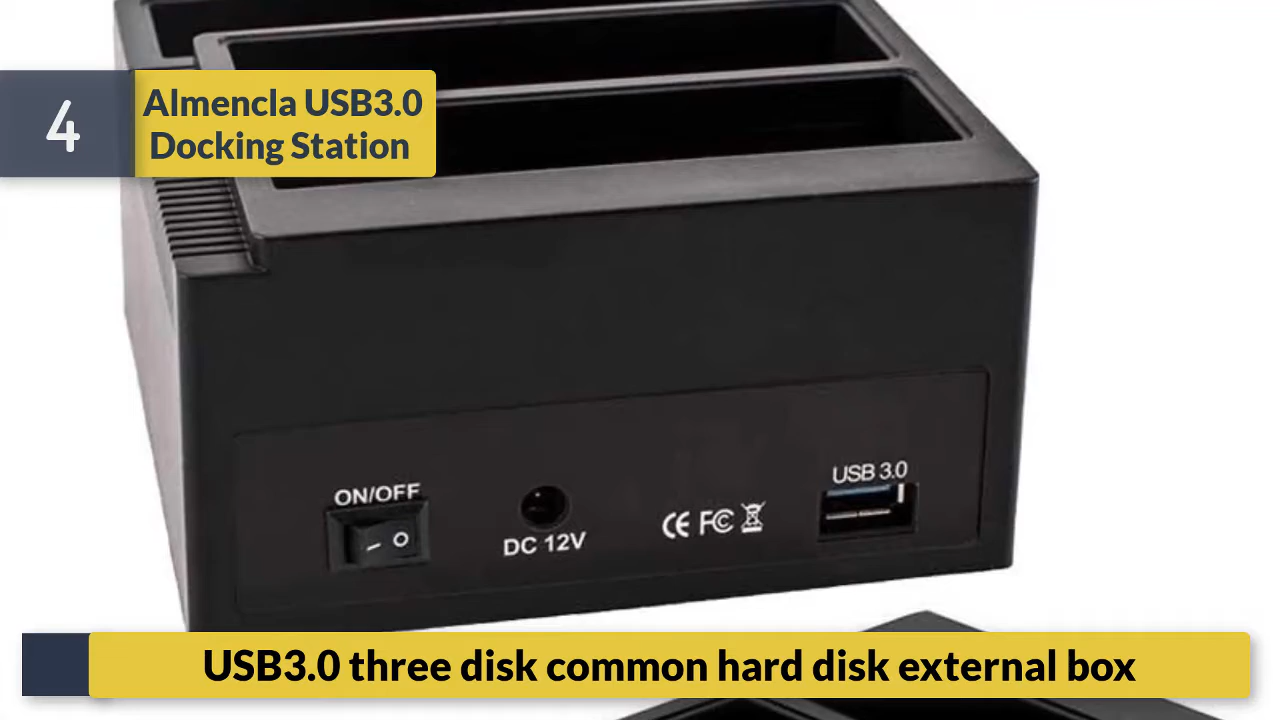 4
Almencla USB3.0
Docking Station
ON/OFF
DC 12V
CE FC
USB 3.0
USB3.0 three disk common hard disk external box